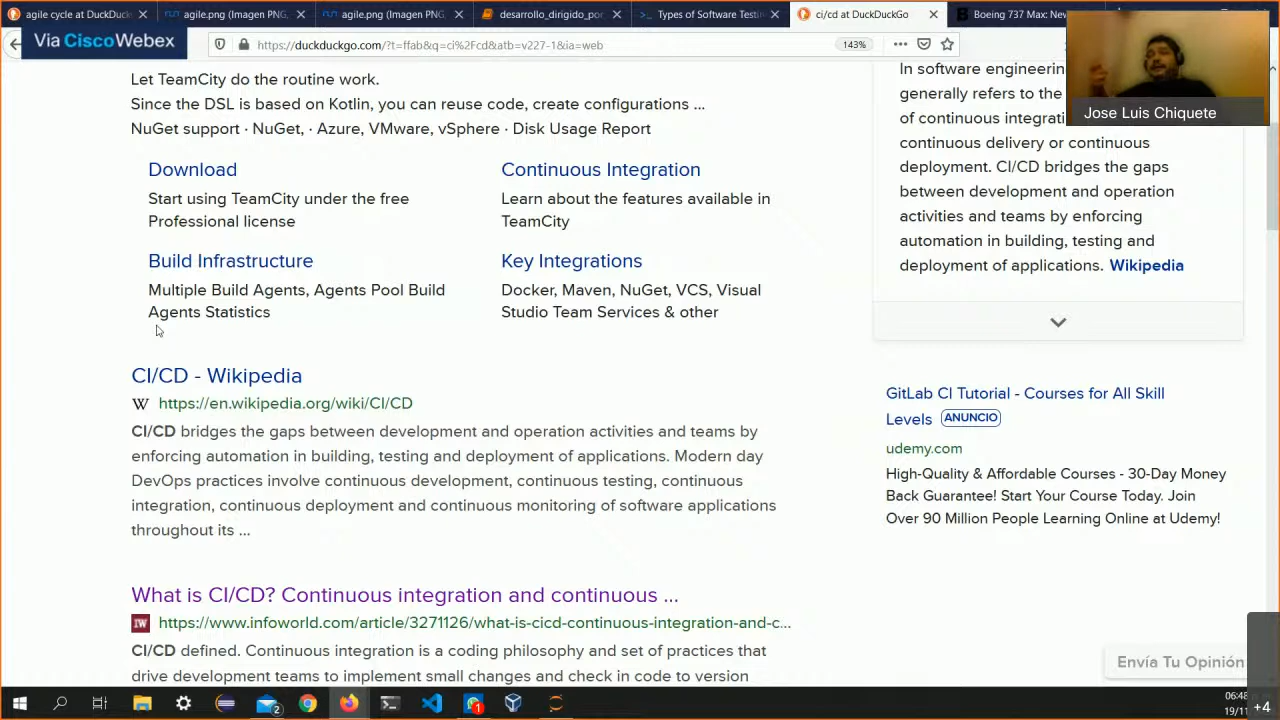 agile cycle at DuckDuck
agile.png (Imagen PNG,
agile.png (Imagen PNG,
desarrollo_dirigido_po
Types of Software Testi
ci/cd at DuckDuckGo
Boeing 737 Max: Ne
Via CiscoWebex
https://duckduckgo.com/?t=ffab&q=ci%2Fcd&atb=v227-1&ia=web
143%
Jose Luis Chiquete
Let TeamCity do the routine work.
Since the DSL is based on Kotlin, you can reuse code, create configurations ...
NuGet support · NuGet, · Azure, VMware, vSphere · Disk Usage Report
Download
Start using TeamCity under the free
Professional license
Continuous Integration
Learn about the features available in
TeamCity
Build Infrastructure
Multiple Build Agents, Agents Pool Build
Agents Statistics
Key Integrations
Docker, Maven, NuGet, VCS, Visual
Studio Team Services & other
CI/CD - Wikipedia
W https://en.wikipedia.org/wiki/CI/CD
CI/CD bridges the gaps between development and operation activities and teams by
enforcing automation in building, testing and deployment of applications. Modern day
DevOps practices involve continuous development, continuous testing, continuous
integration, continuous deployment and continuous monitoring of software applications
throughout its ...
What is CI/CD? Continuous integration and continuous ...
IW https://www.infoworld.com/article/3271126/what-is-cicd-continuous-integration-and-c...
CI/CD defined. Continuous integration is a coding philosophy and set of practices that
drive development teams to implement small changes and check in code to version
In software engineerin
generally refers to the
of continuous integrati
continuous delivery or continuous
deployment. CI/CD bridges the gaps
between development and operation
activities and teams by enforcing
automation in building, testing and
deployment of applications. Wikipedia
GitLab CI Tutorial - Courses for All Skill
Levels ANUNCIO
udemy.com
High-Quality & Affordable Courses - 30-Day Money
Back Guarantee! Start Your Course Today. Join
Over 90 Million People Learning Online at Udemy!
Envía Tu Opinión
2
1
06:48
19/11
+4